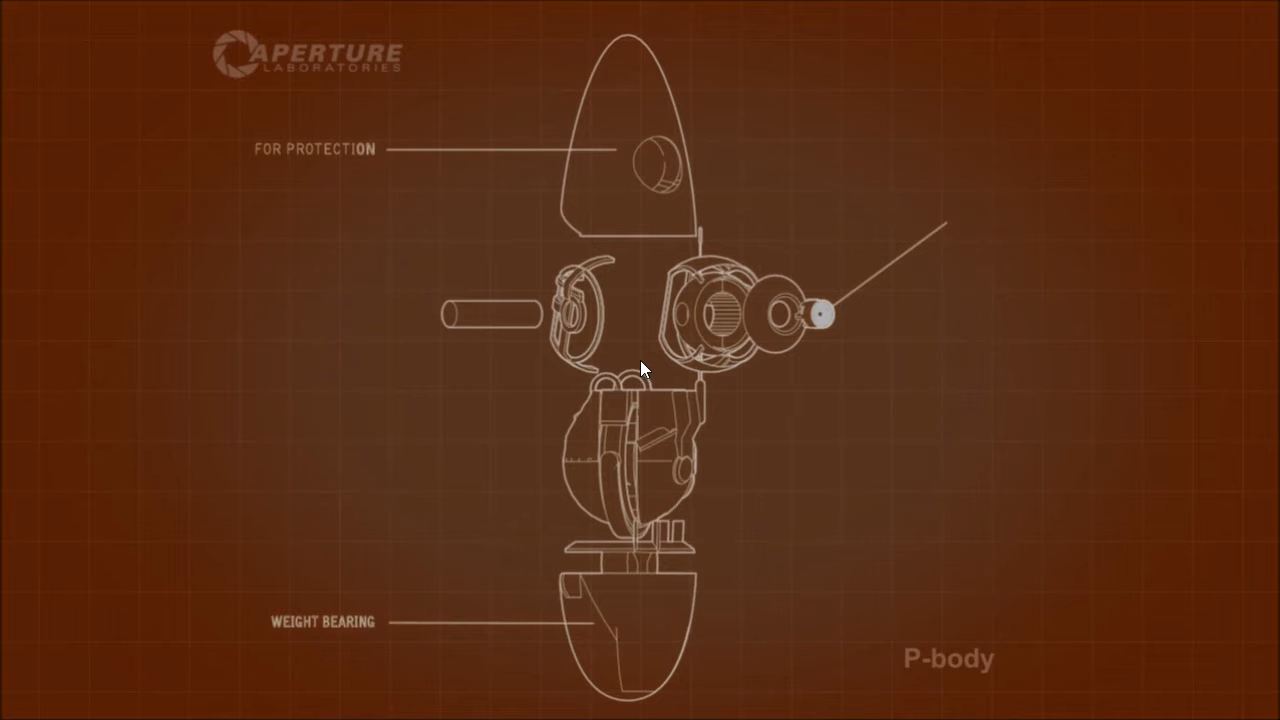 APERTURE
LABORATORIES
FOR PROTECTION
WEIGHT BEARING
P-body